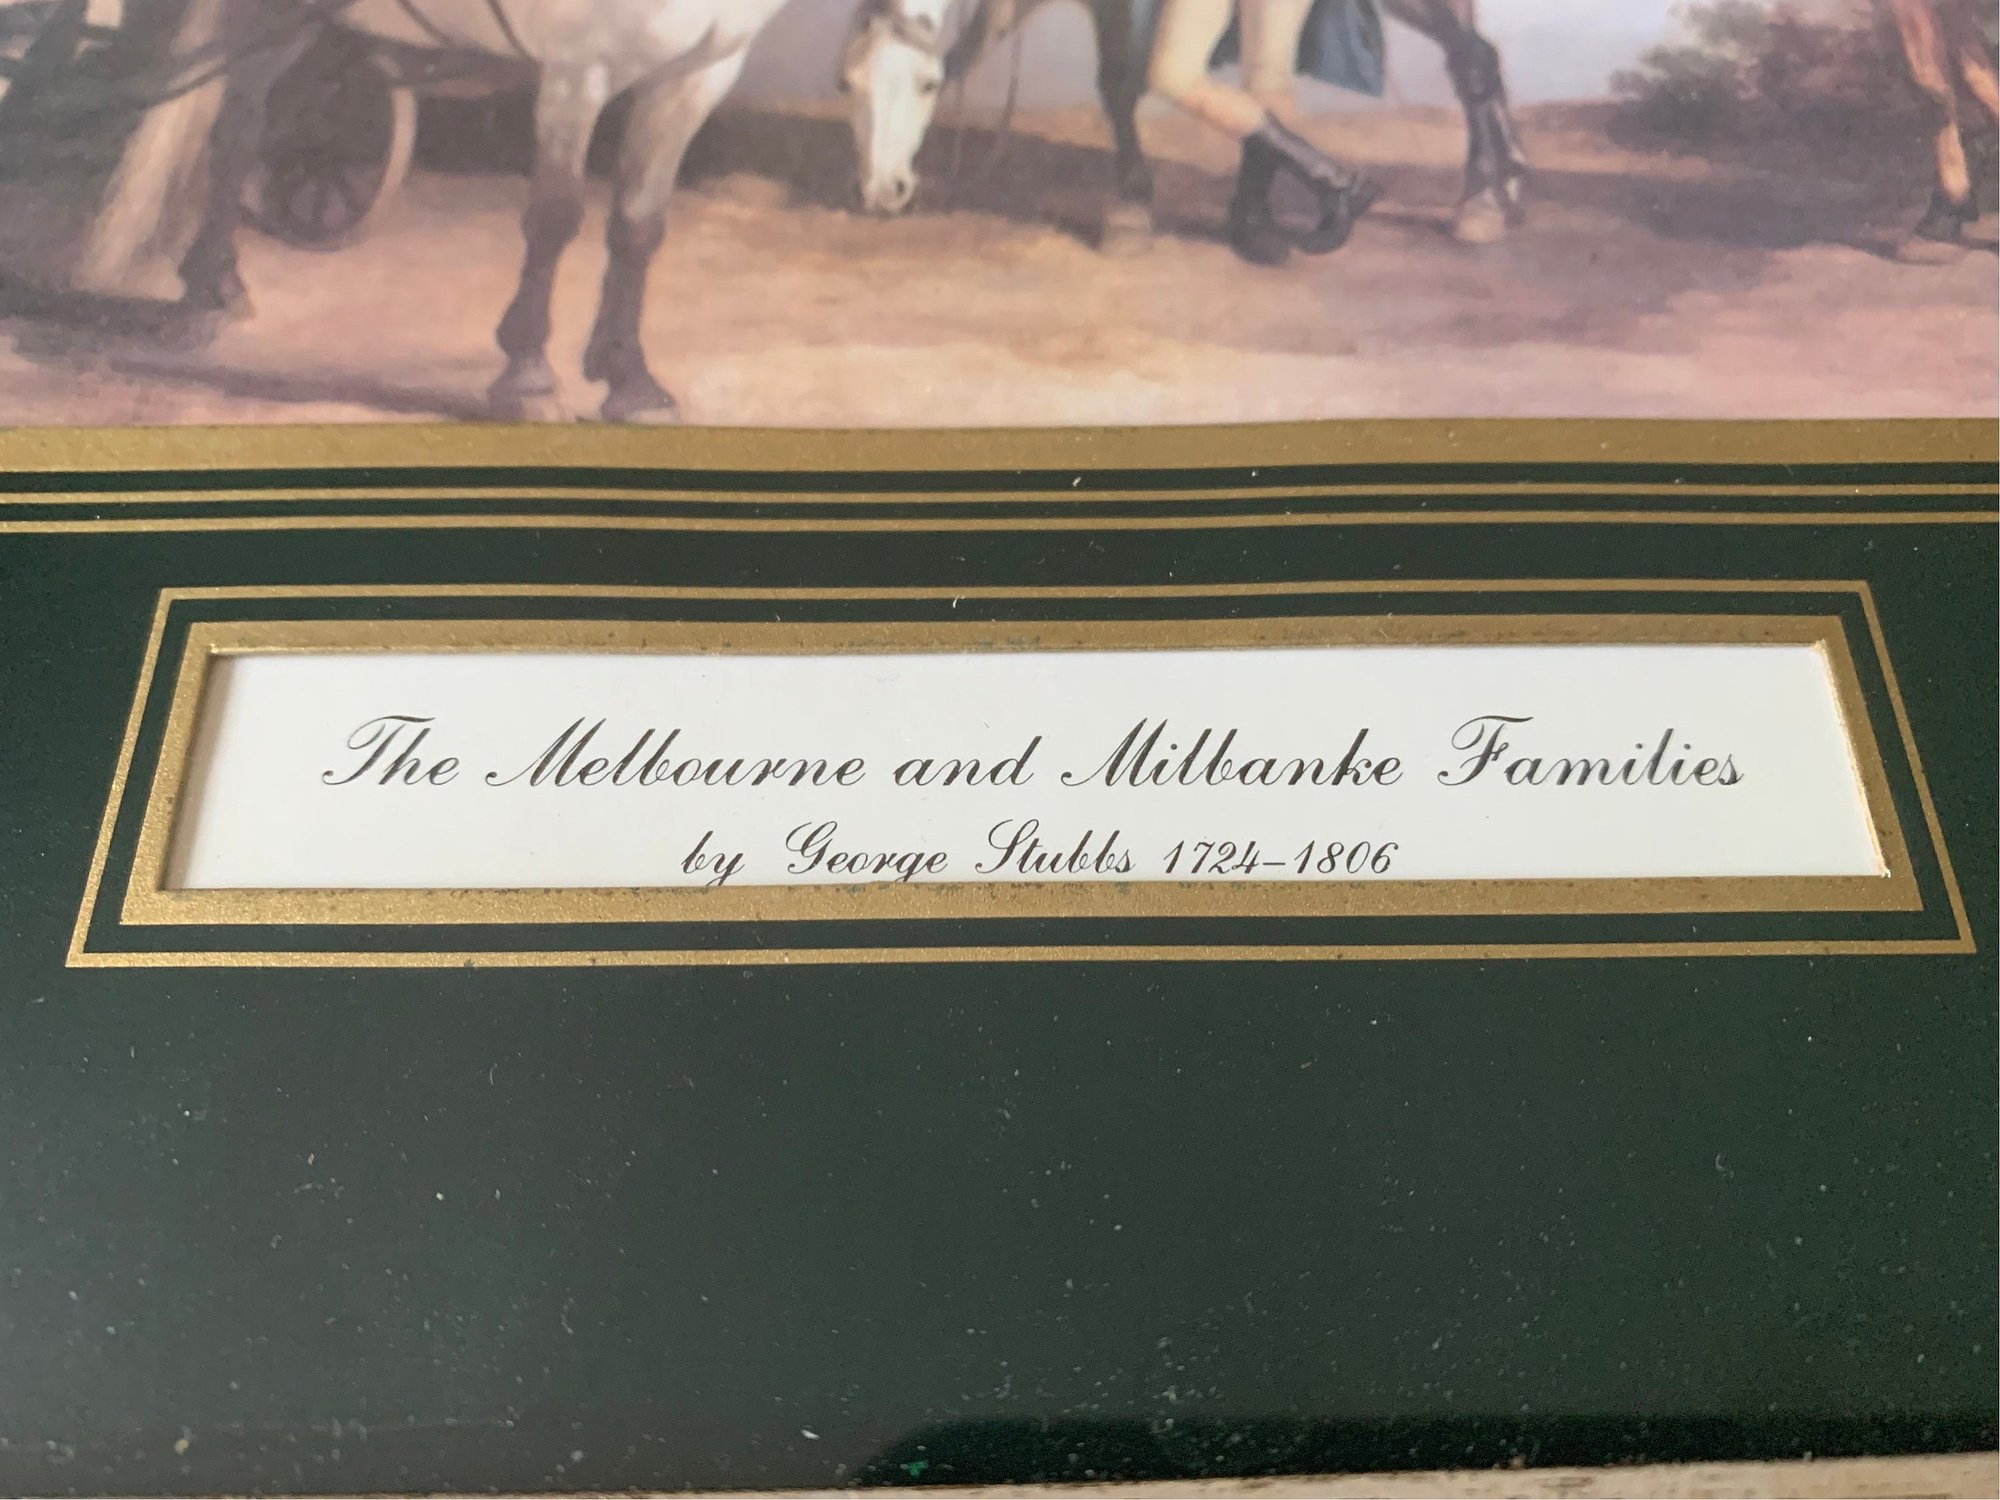 The Melbourne and Milbanke Families
by George Stubbs 1724-1806